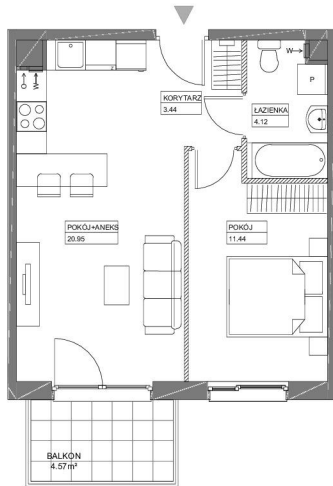 W
O
W
P
KORYTARZ
3.44
ŁAZIENKA
4.12
POKÓJ+ANEKS
20.95
POKÓJ
11.44
BALKON
4.57m²